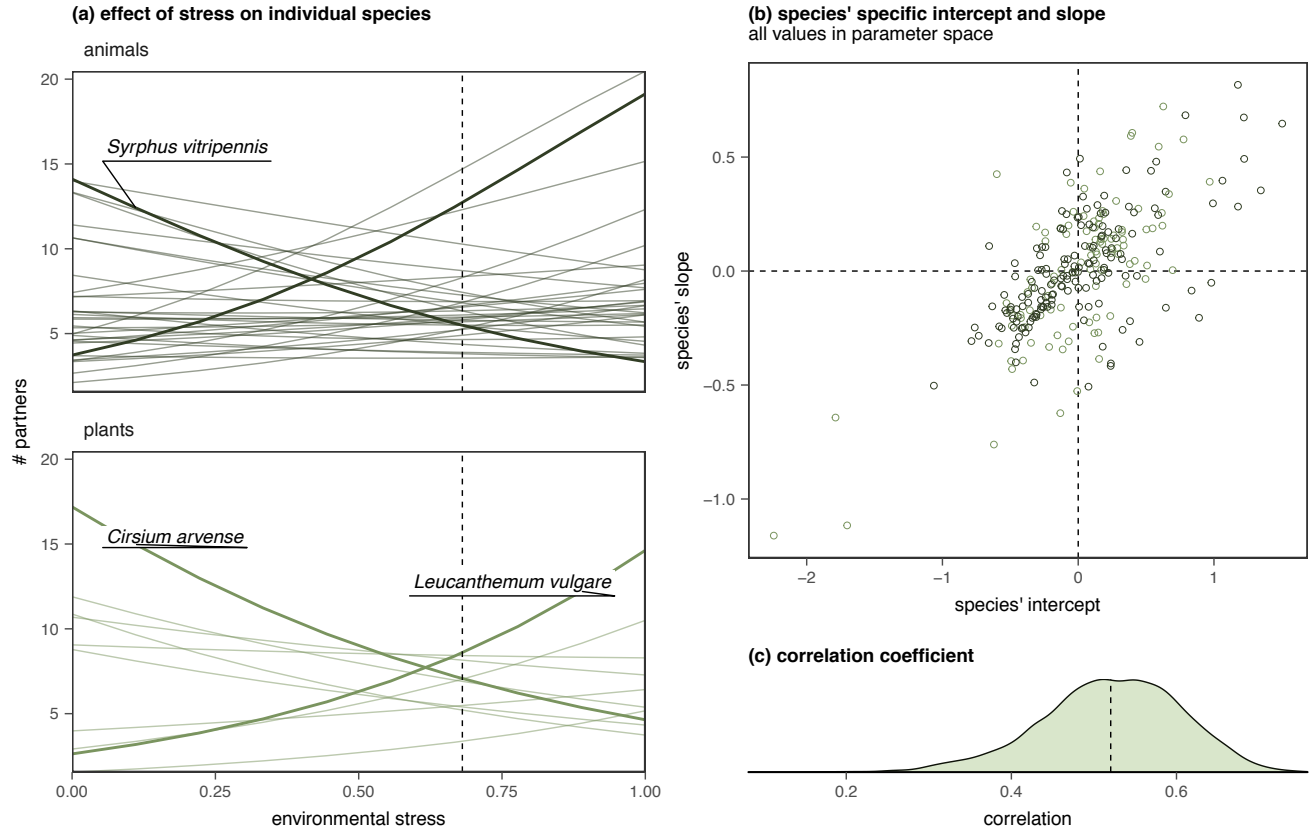 (a) effect of stress on individual species
animals
20
15
10
5
Syrphus vitripennis
plants
20
15
10
5
Cirsium arvense
Leucanthemum vulgare
# partners
0.00 0.25 0.50 0.75 1.00
environmental stress
(b) species' specific intercept and slope
all values in parameter space
0.5
0.0
−0.5
−1.0
species' slope
−2 −1 0 1
species' intercept
(c) correlation coefficient
0.2 0.4 0.6
correlation